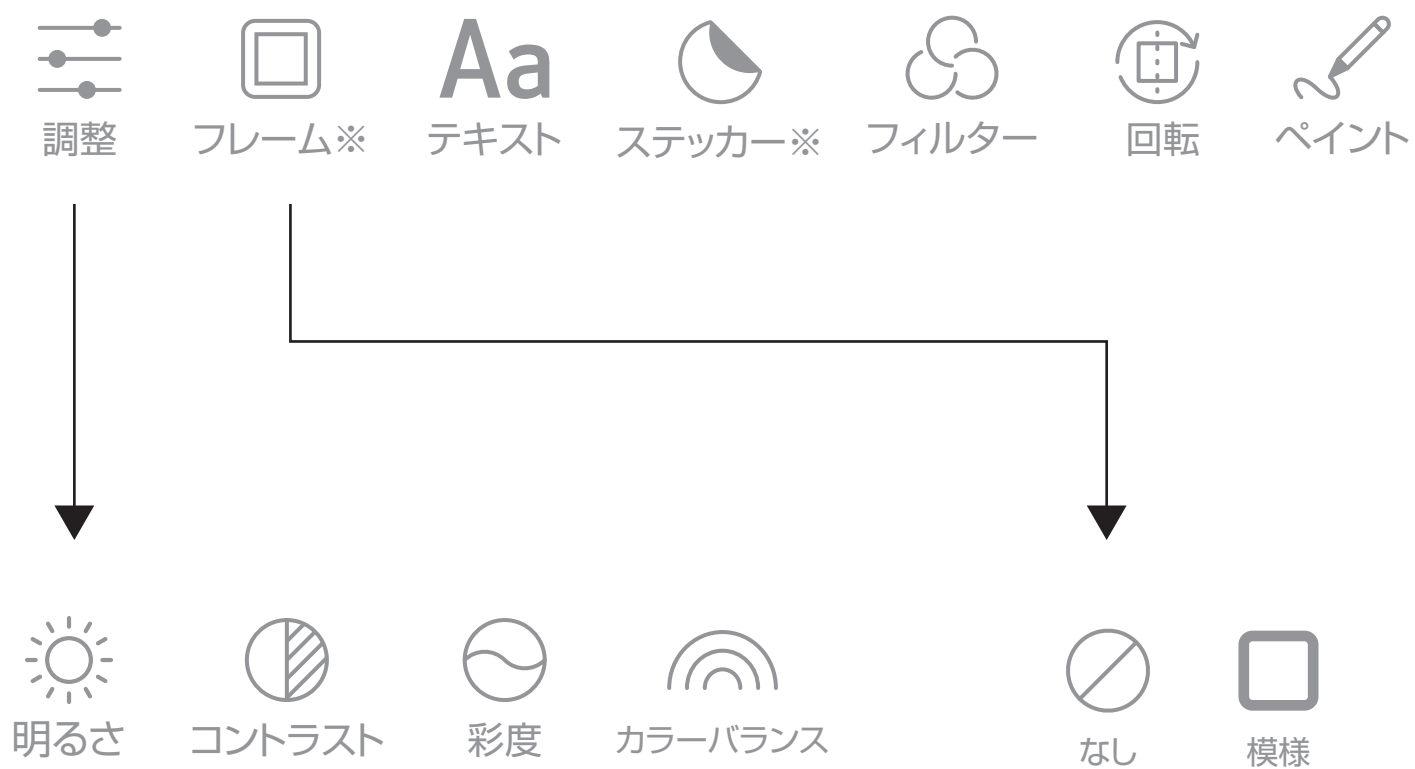 Aa
調整 フレーム※ テキスト ステッカー※ フィルター 回転 ペイント
明るさ コントラスト 彩度 カラーバランス なし 模様